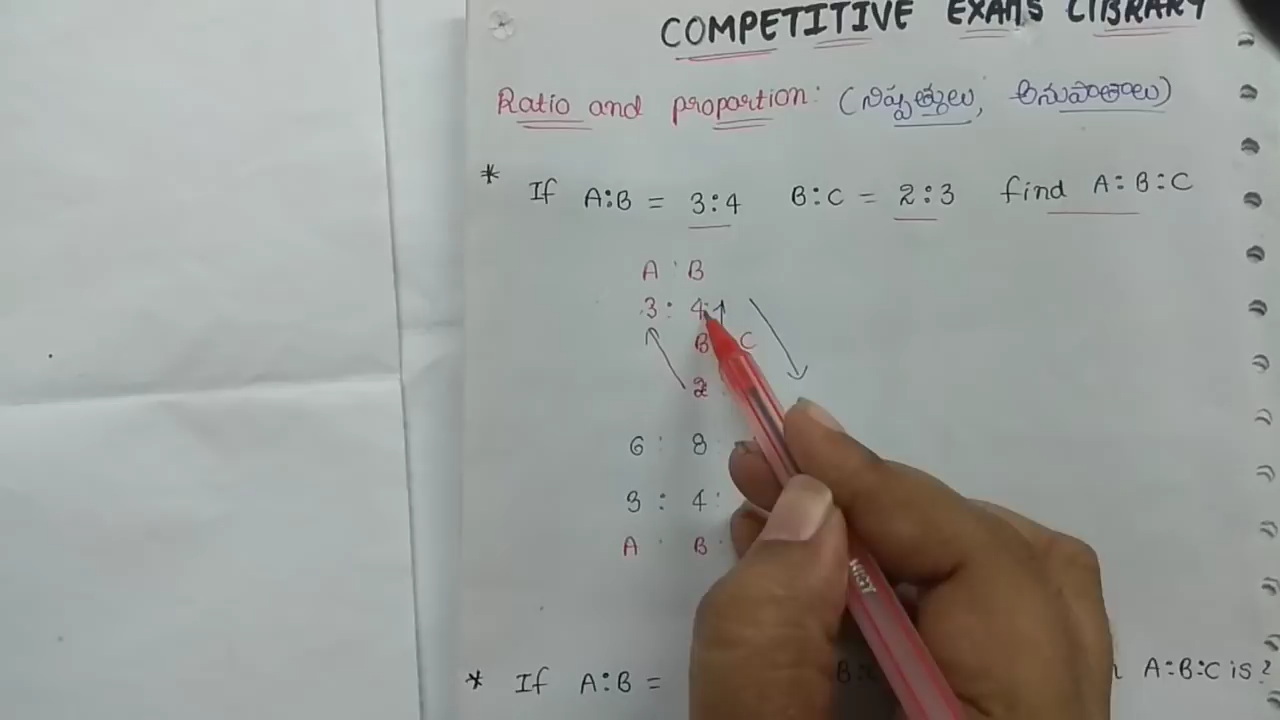 COMPETITIVE EXAMS LIBRARY
Ratio and proportion: (నిష్పత్తులు, అనుపాతాలు)
* If A:B = 3:4 B:C = 2:3 find A:B:C
A : B
3 : 4:4
B C
2
6 : 8
3 : 4:
A : B :
* If A:B = A:B:C is?